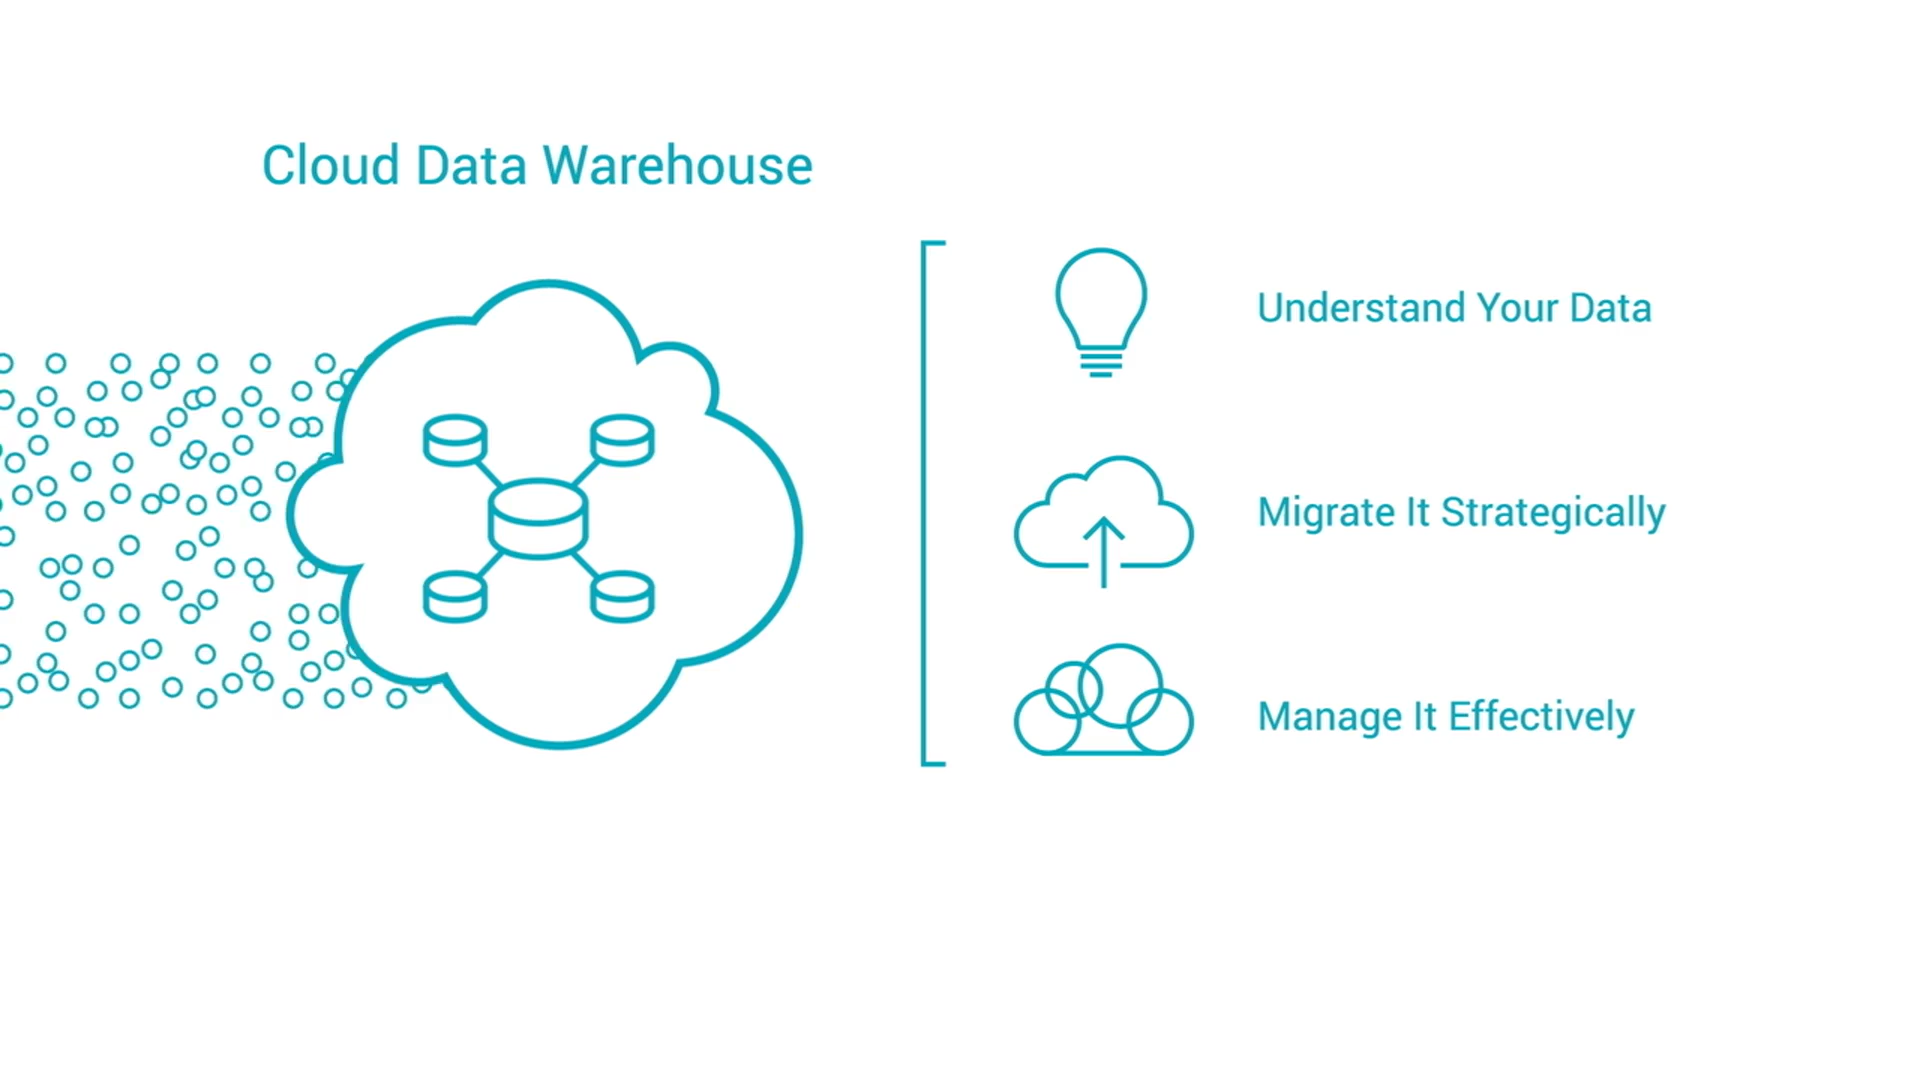 Cloud Data Warehouse
Understand Your Data
Migrate It Strategically
Manage It Effectively